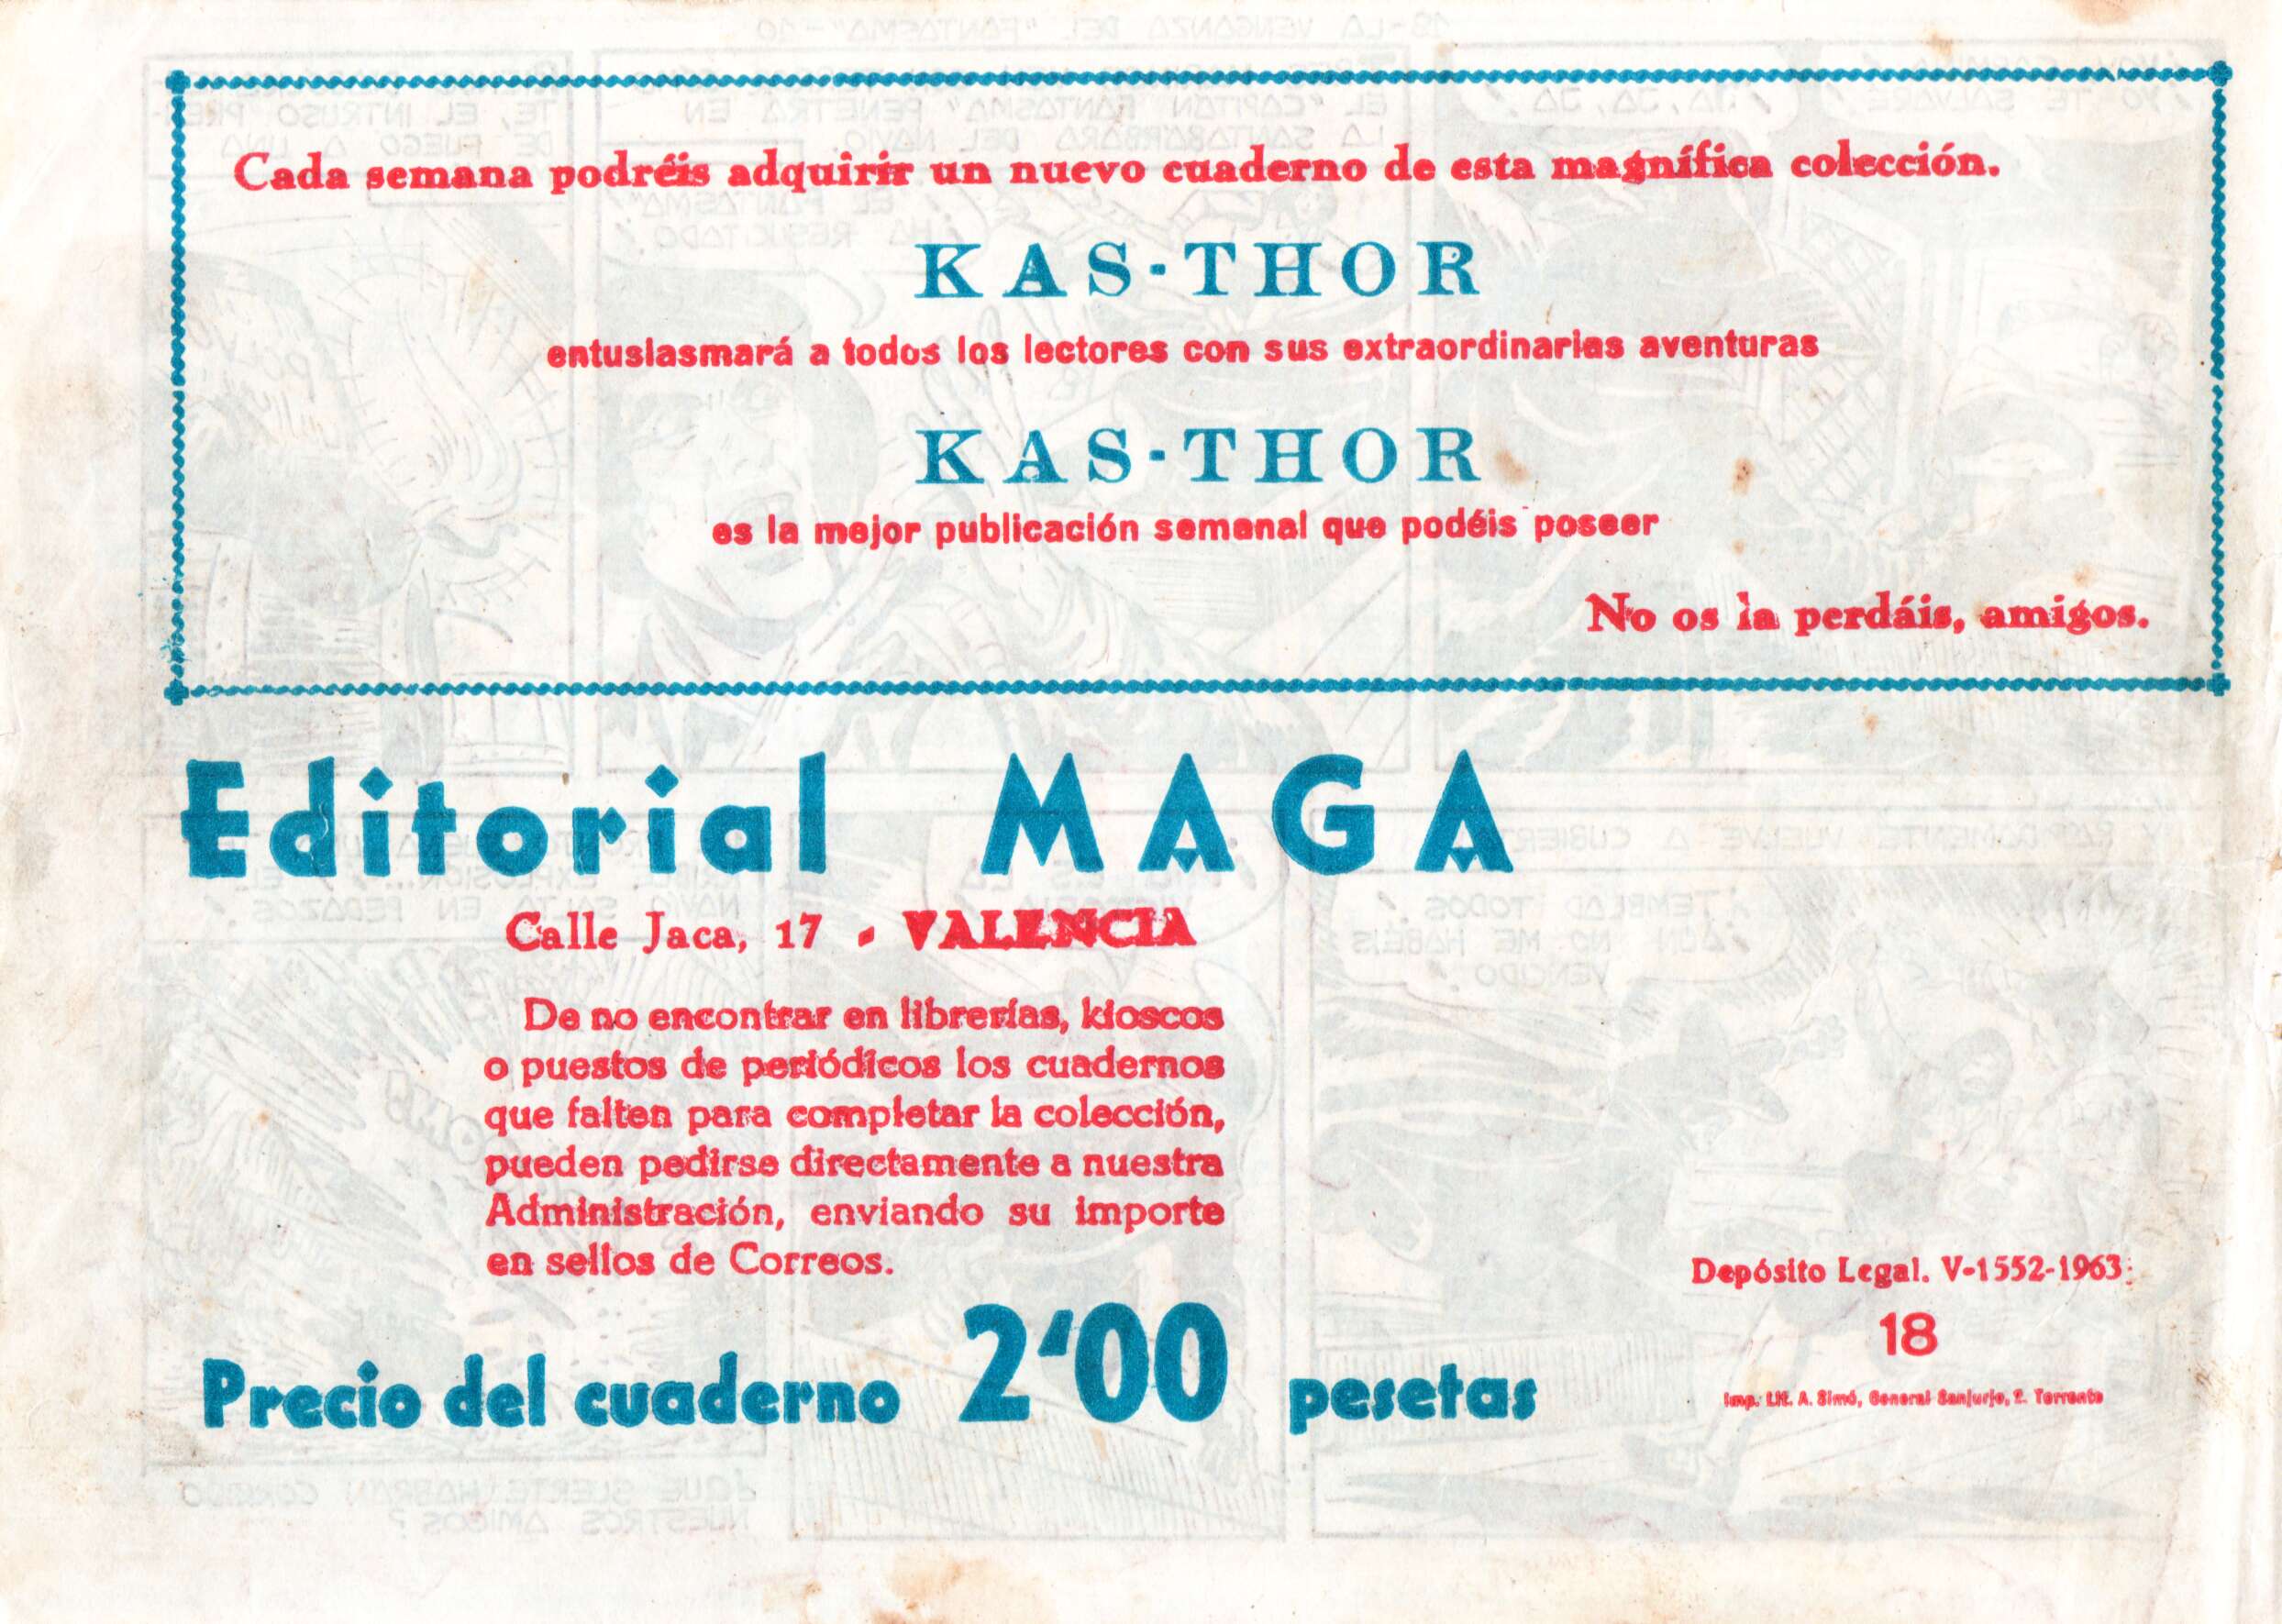 Cada semana podréis adquirir un nuevo cuaderno de esta magnífica colección.
KAS-THOR
entusiasmará a todos los lectores con sus extraordinarias aventuras
KAS-THOR
es la mejor publicación semanal que podéis poseer
No os la perdáis, amigos.
Editorial MAGA
Calle Jaca, 17 - VALENCIA
De no encontrar en librerías, kioscos
o puestos de periódicos los cuadernos
que falten para completar la colección,
pueden pedirse directamente a nuestra
Administración, enviando su importe
en sellos de Correos.
Precio del cuaderno 2'00 pesetas
Depósito Legal. V-1552-1963
18
Imp. Lit. A. Simó, General Sanjurjo, 2. Torrente